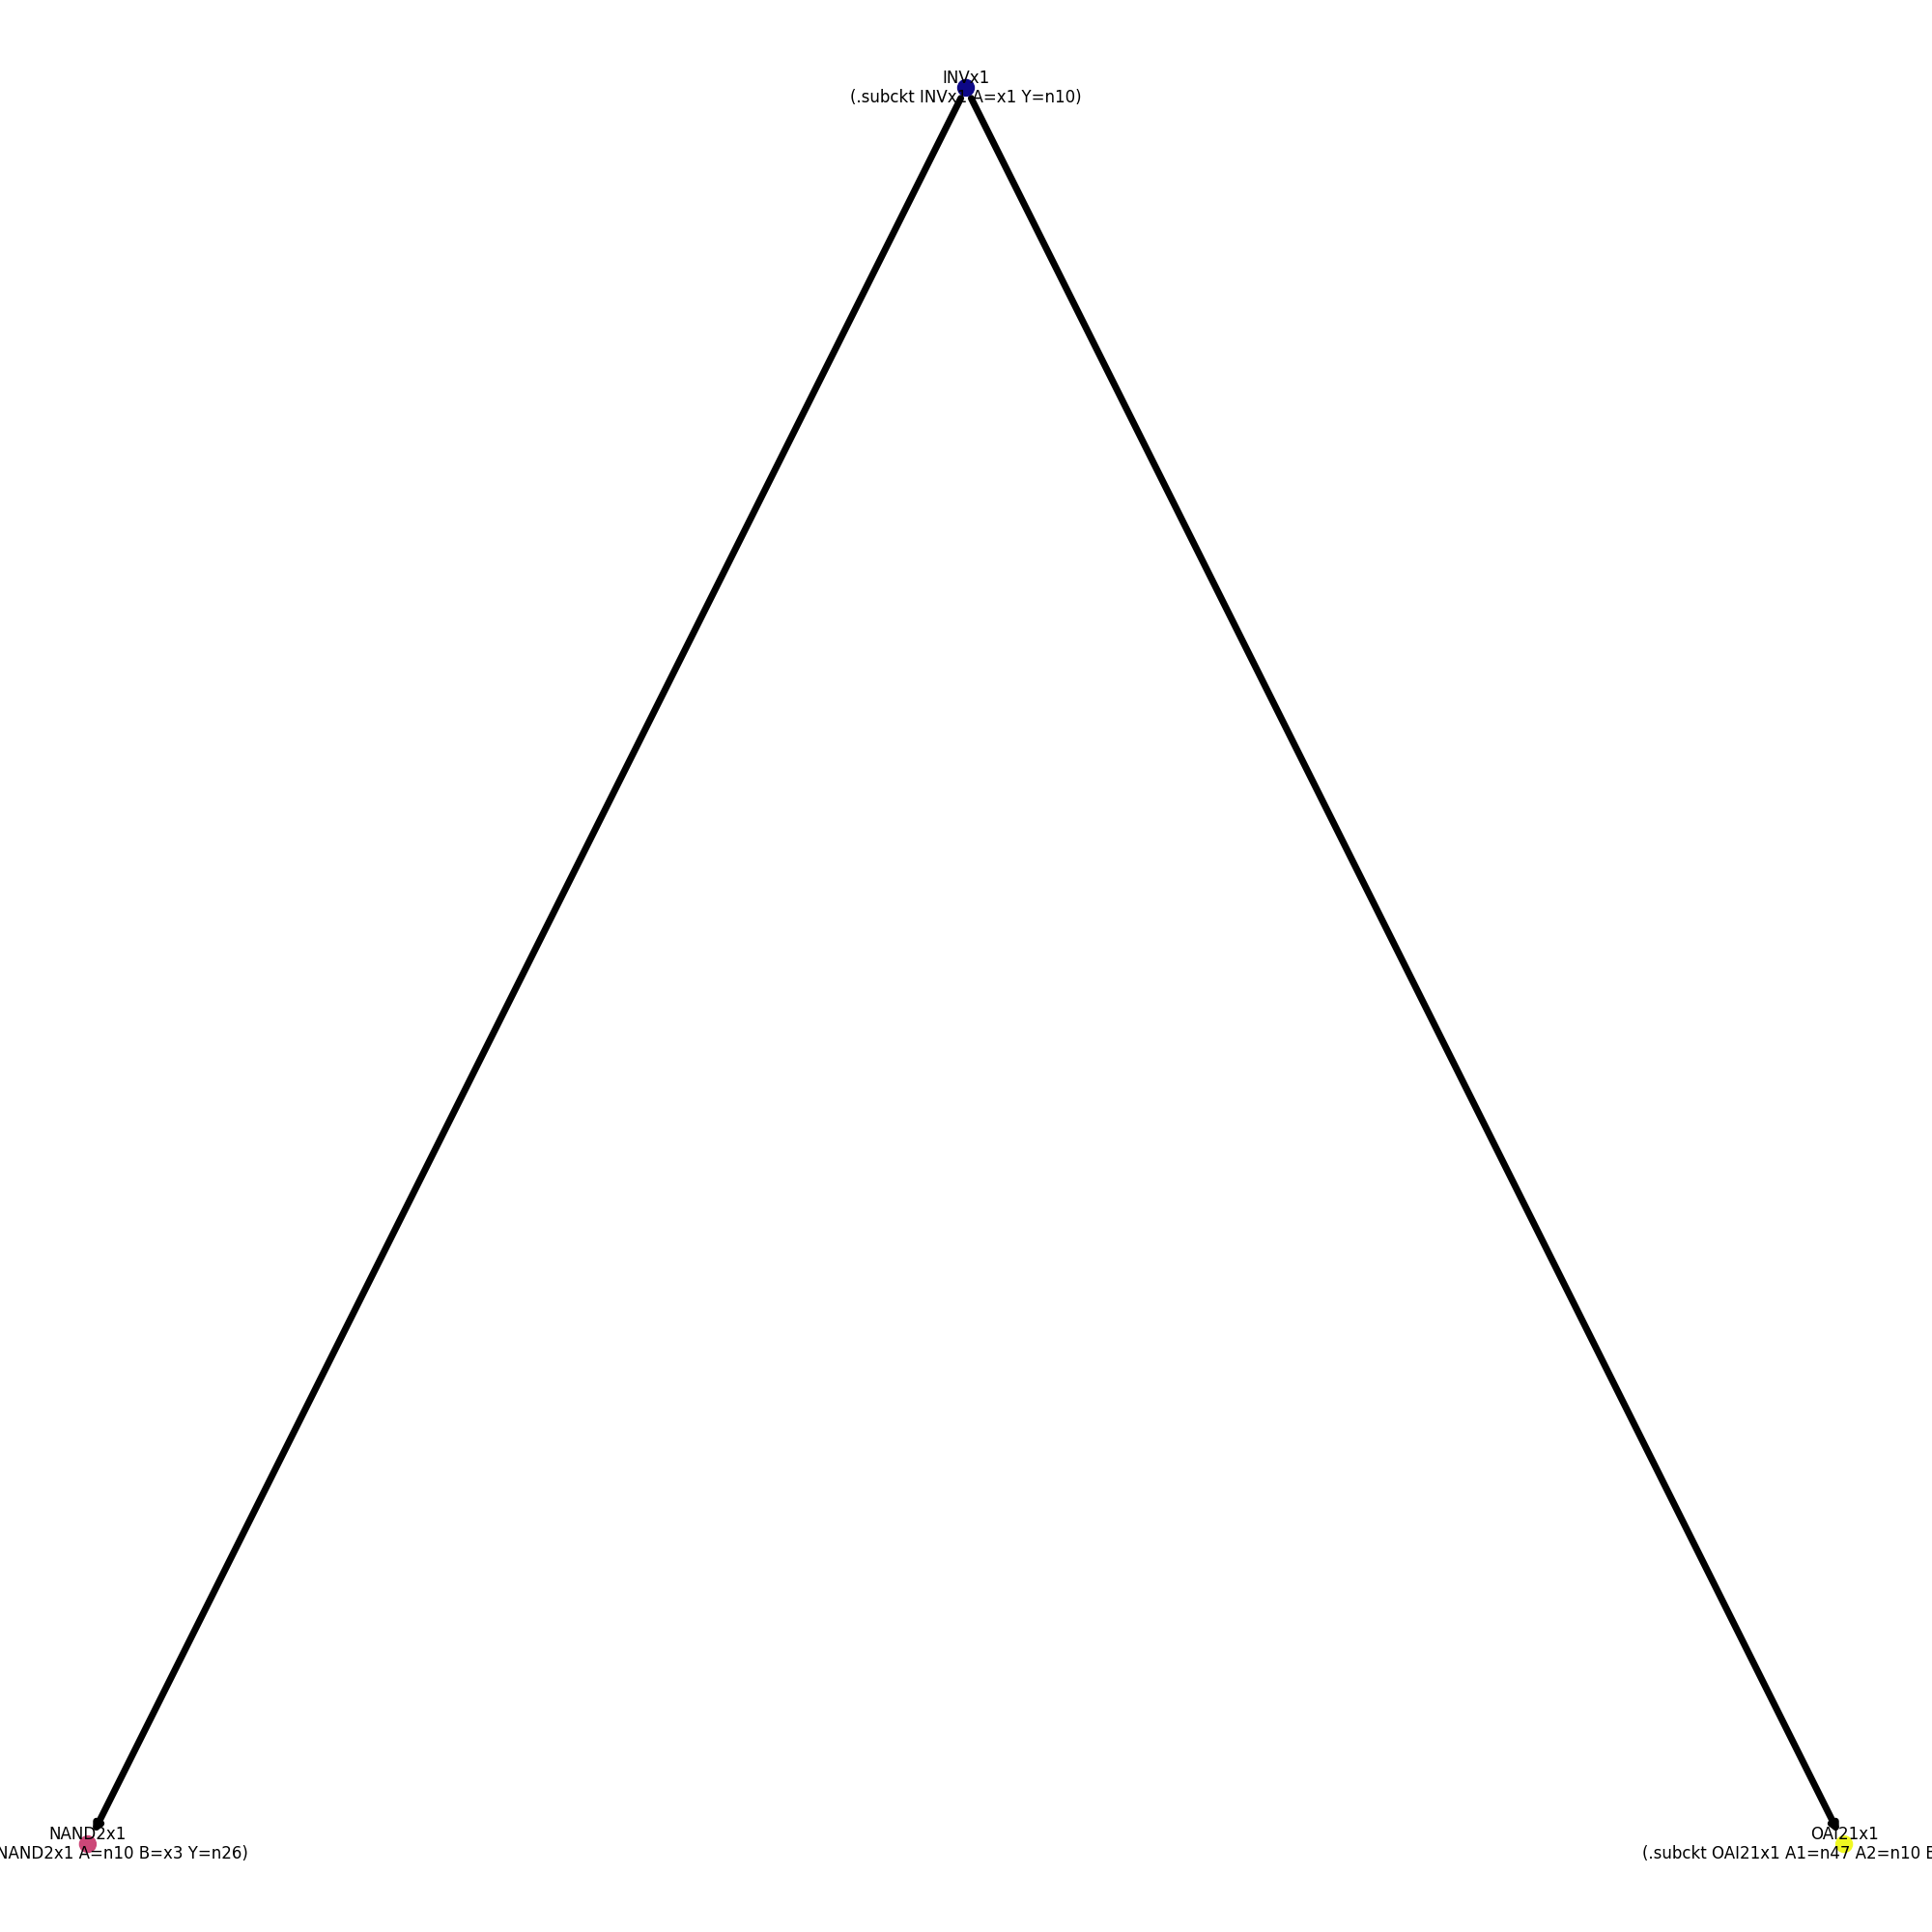 INVx1
(.subckt INVx1 A=x1 Y=n10)
NAND2x1
NAND2x1 A=n10 B=x3 Y=n26)
OAI21x1
(.subckt OAI21x1 A1=n47 A2=n10